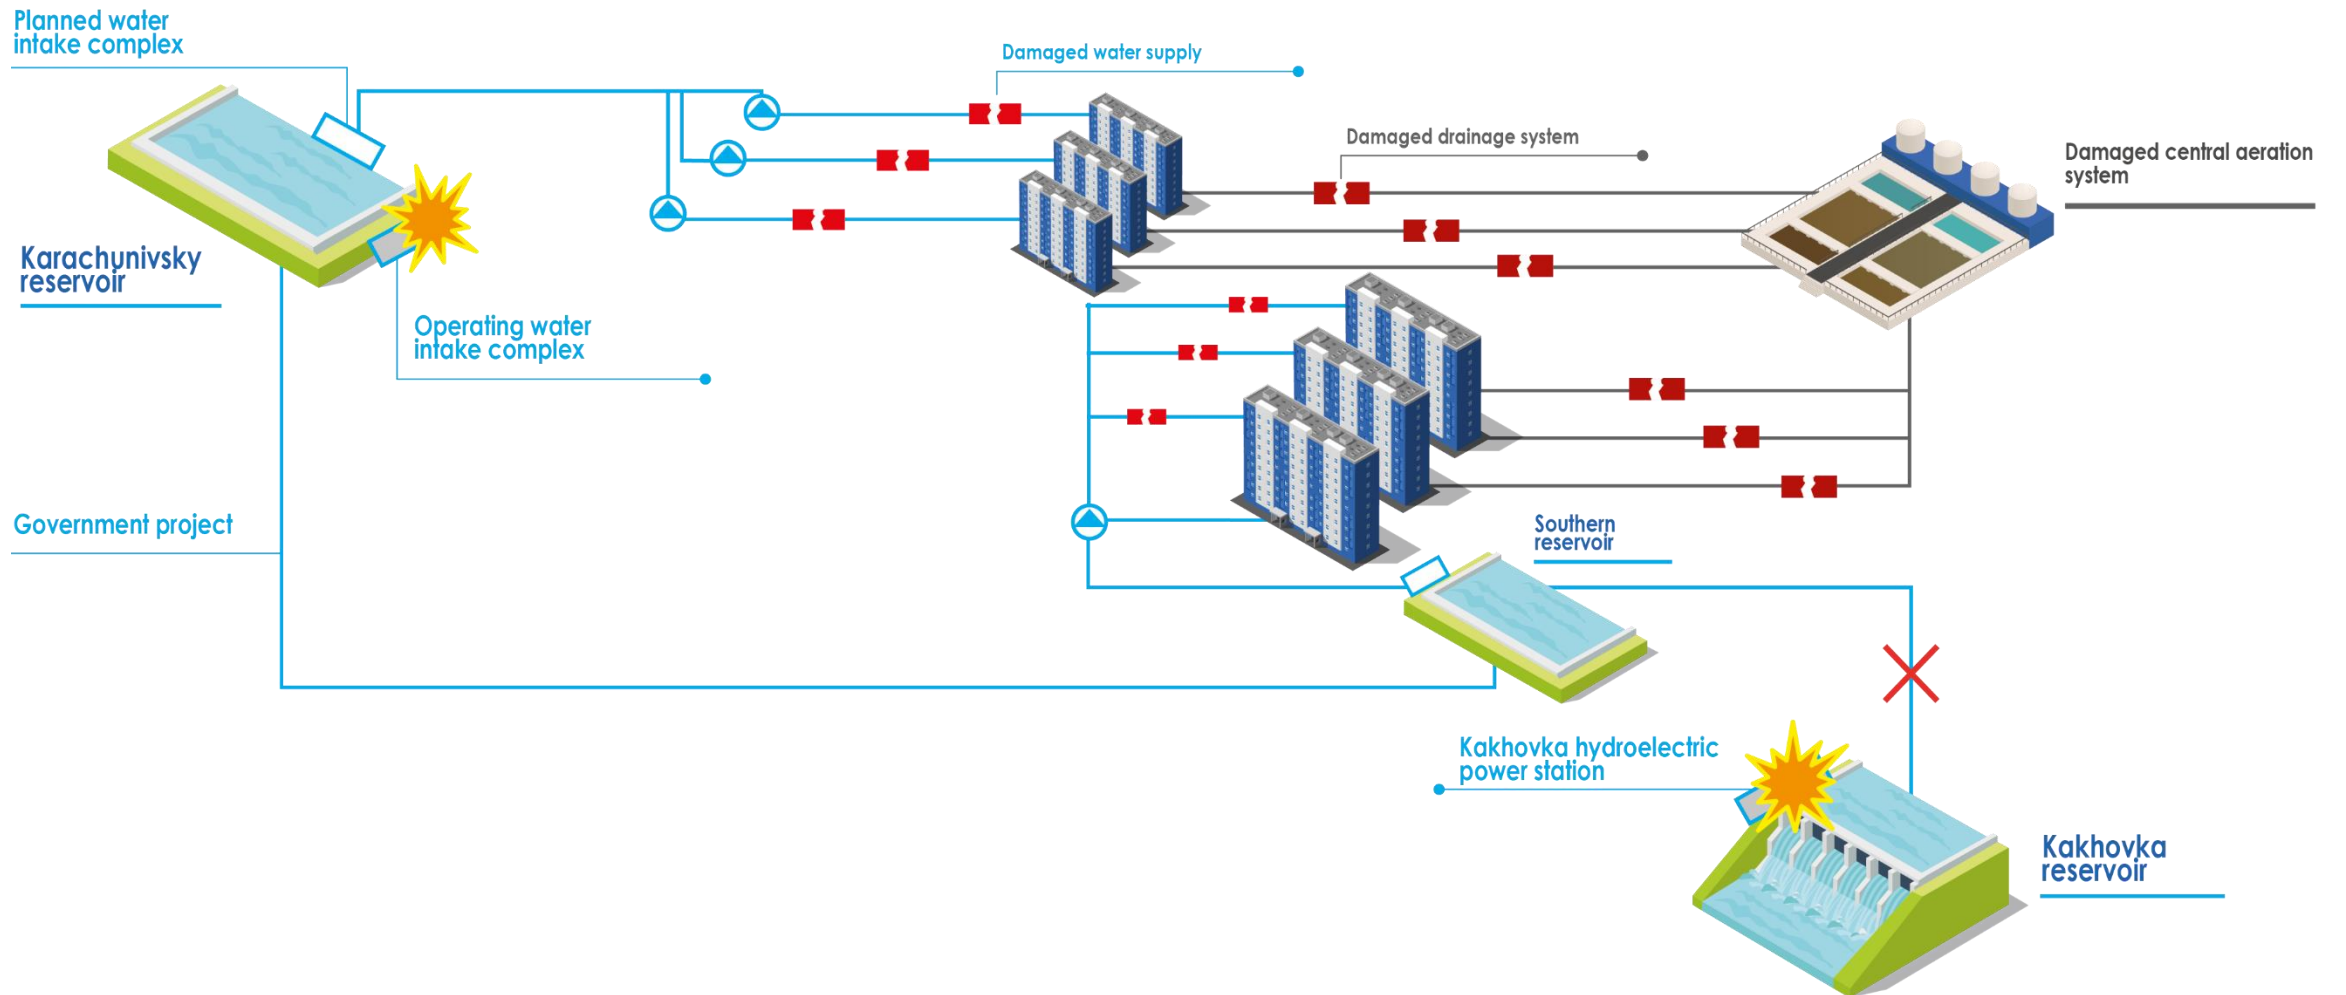 Planned water
intake complex
Damaged water supply
Damaged drainage system
Damaged central aeration
system
Karachunivsky
reservoir
Operating water
intake complex
Government project
Southern
reservoir
Kakhovka hydroelectric
power station
Kakhovka
reservoir